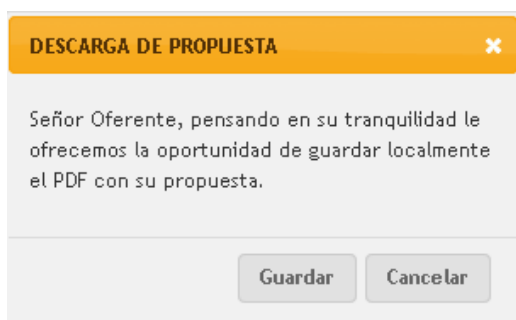 DESCARGA DE PROPUESTA
Señor Oferente, pensando en su tranquilidad le
ofrecemos la oportunidad de guardar localmente
el PDF con su propuesta.
Guardar Cancelar